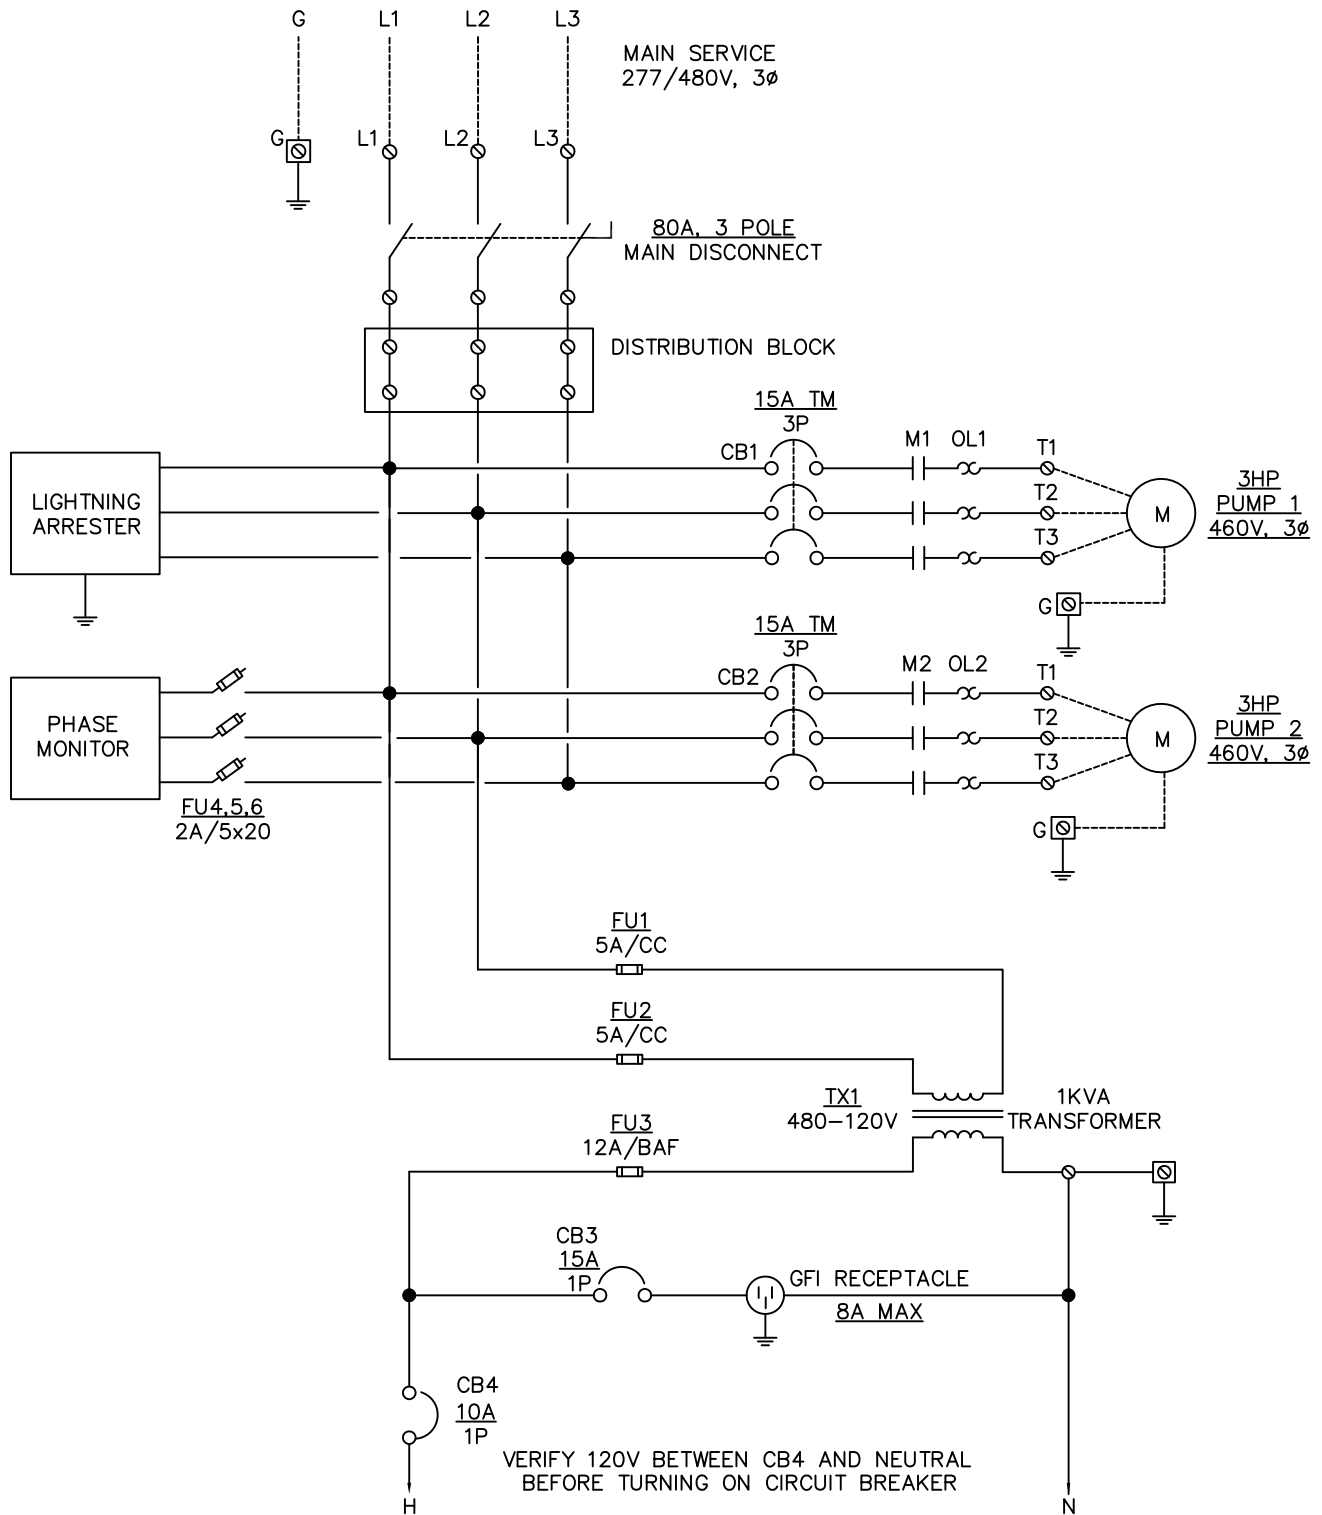 G L1 L2 L3
MAIN SERVICE
277/480V, 3ø
G L1 L2 L3
80A, 3 POLE
MAIN DISCONNECT
DISTRIBUTION BLOCK
15A TM
3P
CB1 M1 OL1 T1
T2
T3
LIGHTNING
ARRESTER
3HP
PUMP 1
460V, 3ø
M
G
15A TM
3P
CB2 M2 OL2 T1
T2
T3
PHASE
MONITOR
3HP
PUMP 2
460V, 3ø
M
G
FU4,5,6
2A/5x20
FU1
5A/CC
FU2
5A/CC
TX1
480-120V
1KVA
TRANSFORMER
FU3
12A/BAF
CB3
15A
1P
GFI RECEPTACLE
8A MAX
CB4
10A
1P
VERIFY 120V BETWEEN CB4 AND NEUTRAL
BEFORE TURNING ON CIRCUIT BREAKER
H N